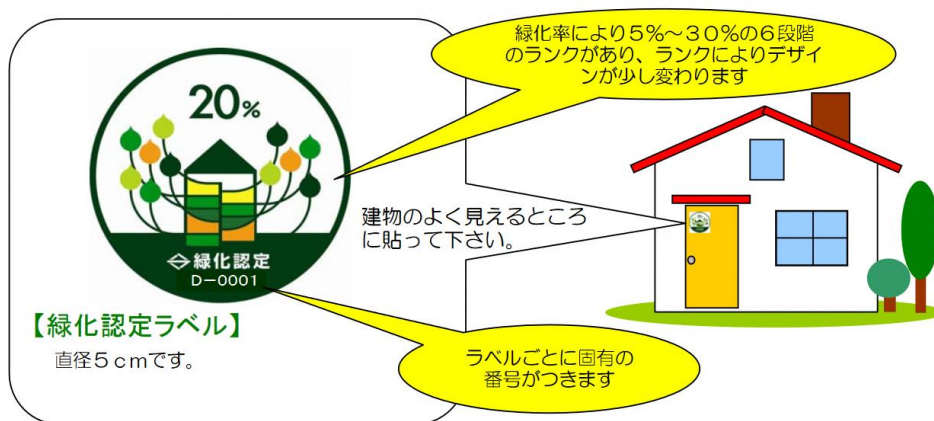 緑化率により5%~30%の6段階
のランクがあり、ランクによりデザイ
ンが少し変わります
20%
緑化認定
D-0001
建物のよく見えるところ
に貼って下さい。
【緑化認定ラベル】
直径5cmです。
ラベルごとに固有の
番号がつきます